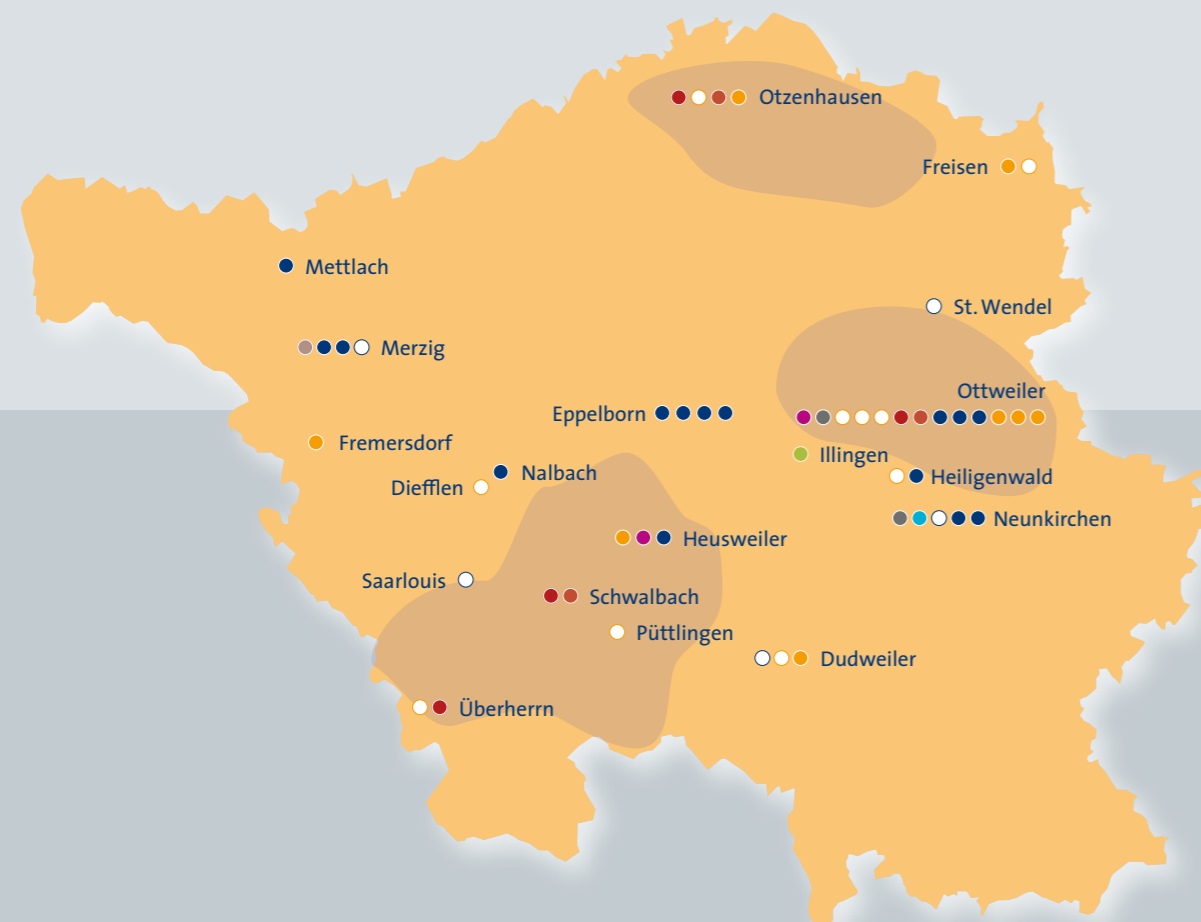 Otzenhausen
Freisen
Mettlach
St. Wendel
Merzig
Ottweiler
Eppelborn
Fremersdorf
Illingen
Nalbach
Heiligenwald
Diefflen
Neunkirchen
Heusweiler
Saarlouis
Schwalbach
Püttlingen
Dudweiler
Überherrn